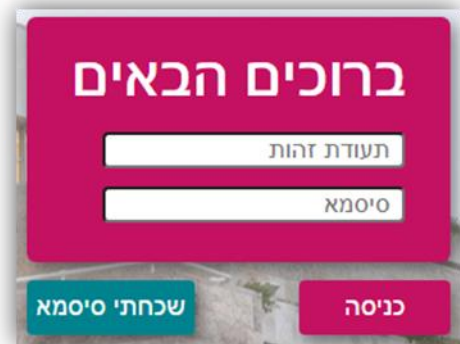 ברוכים הבאים
תעודת זהות
סיסמא
כניסה
שכחתי סיסמא